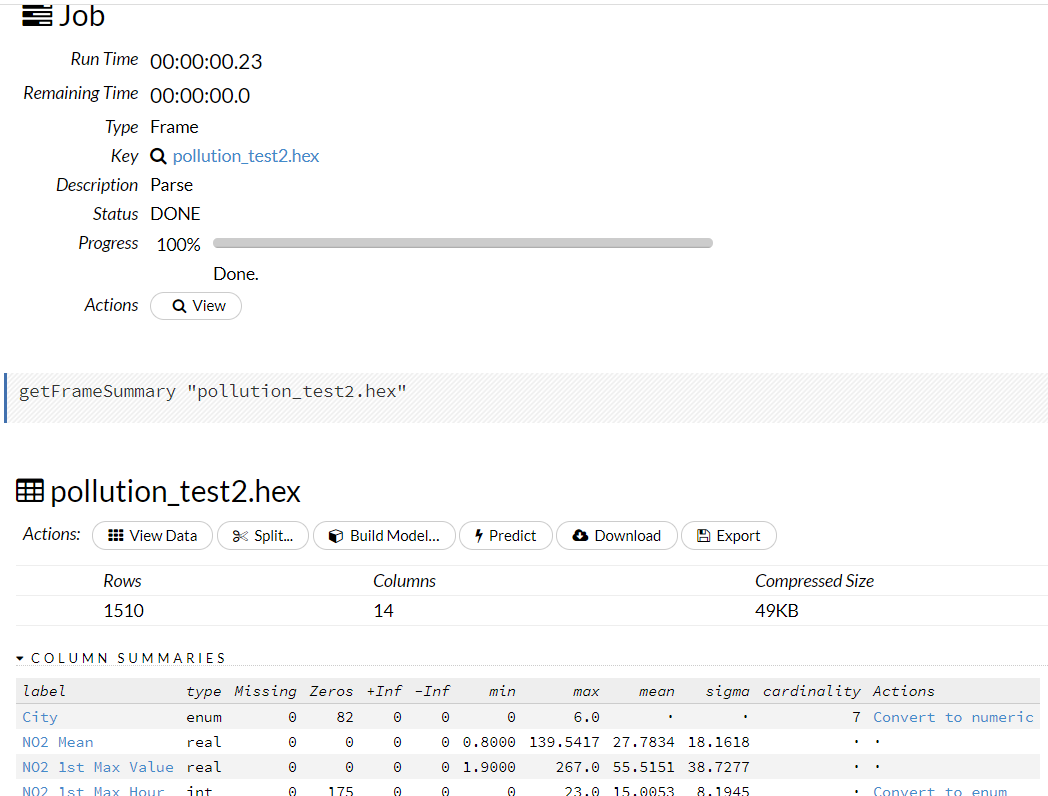 Job
Run Time 00:00:00.23
Remaining Time 00:00:00.0
Type Frame
Key pollution_test2.hex
Description Parse
Status DONE
Progress 100%
Done.
Actions View
getFrameSummary "pollution_test2.hex"
pollution_test2.hex
Actions: View Data Split... Build Model... Predict Download Export
Rows Columns Compressed Size
1510 14 49KB
COLUMN SUMMARIES
label type Missing Zeros +Inf -Inf min max mean sigma cardinality Actions
City enum 0 82 0 0 0 6.0 · · 7 Convert to numeric
NO2 Mean real 0 0 0 0 0.8000 139.5417 27.7834 18.1618 · ·
NO2 1st Max Value real 0 0 0 0 1.9000 267.0 55.5151 38.7277 · ·
NO2 1st Max Hour int 0 175 0 0 0 23.0 15.0053 8.1945 · Convert to enum